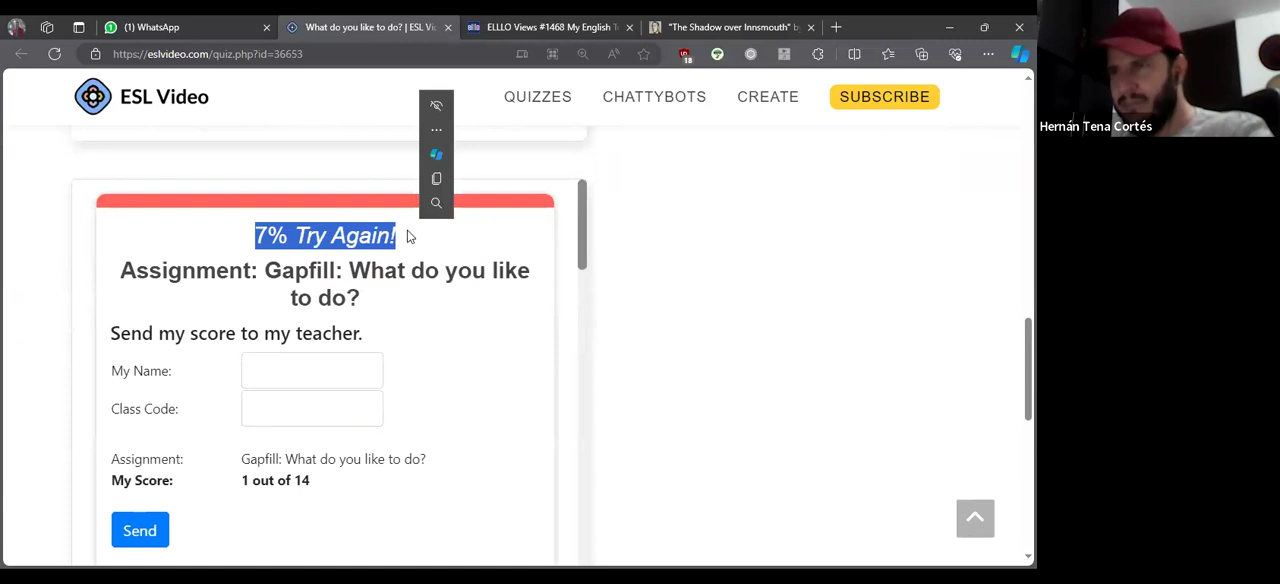 (1) WhatsApp
What do you like to do? | ESL Vi
ELLLO Views #1468 My English T
"The Shadow over Innsmouth" b
https://eslvideo.com/quiz.php?id=36653
18
ESL Video
QUIZZES
CHATTYBOTS
CREATE
SUBSCRIBE
Hernán Tena Cortés
7% Try Again!
Assignment: Gapfill: What do you like
to do?
Send my score to my teacher.
My Name:
Class Code:
Assignment: Gapfill: What do you like to do?
My Score: 1 out of 14
Send